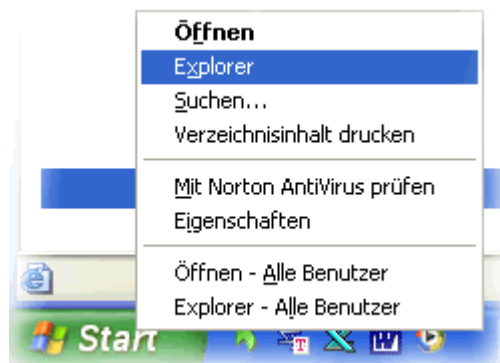 Öffnen
Explorer
Suchen...
Verzeichnisinhalt drucken
Mit Norton AntiVirus prüfen
Eigenschaften
Öffnen - Alle Benutzer
Explorer - Alle Benutzer
Start